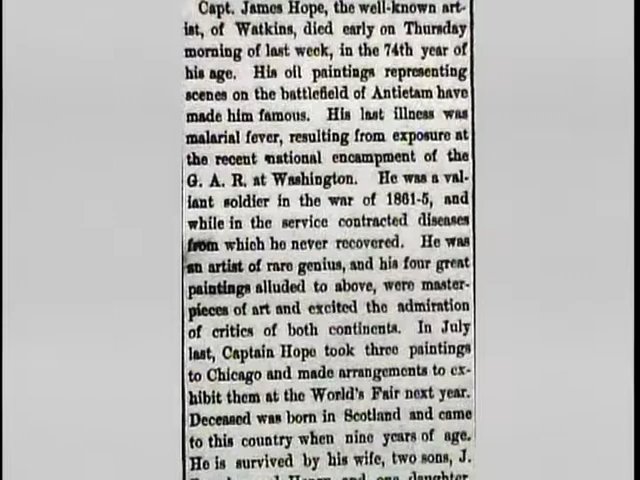 Capt. James Hope, the well-known art-
ist, of Watkins, died early on Thursday
morning of last week, in the 74th year of
his age. His oil paintings representing
scenes on the battlefield of Antietam have
made him famous. His last illness was
malarial fever, resulting from exposure at
the recent national encampment of the
G. A. R. at Washington. He was a val-
iant soldier in the war of 1861-5, and
while in the service contracted diseases
from which he never recovered. He was
an artist of rare genius, and his four great
paintings alluded to above, were master-
pieces of art and excited the admiration
of critics of both continents. In July
last, Captain Hope took three paintings
to Chicago and made arrangements to ex-
hibit them at the World's Fair next year.
Deceased was born in Scotland and came
to this country when nine years of age.
He is survived by his wife, two sons, J.
and one daughter